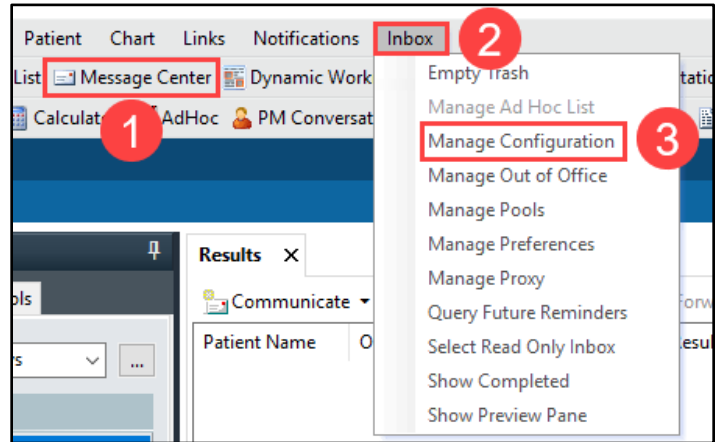 Patient Chart Links Notifications Inbox 2
List Message Center Dynamic Work
Calculat 1 AdHoc PM Conversat
Empty Trash
Manage Ad Hoc List
Manage Configuration 3
Manage Out of Office
Manage Pools
Manage Preferences
Manage Proxy
Query Future Reminders
Select Read Only Inbox
Show Completed
Show Preview Pane
Results X
Communicate
Patient Name O
...